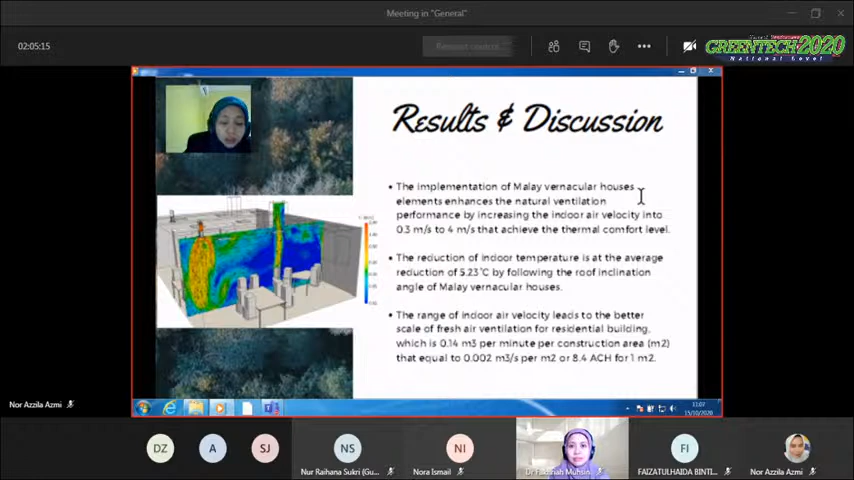 Meeting in "General"
02:05:15
GREENTECH2020
National Level
Results & Discussion
• The implementation of Malay vernacular houses
elements enhances the natural ventilation
performance by increasing the indoor air velocity into
0.3 m/s to 4 m/s that achieve the thermal comfort level.
• The reduction of indoor temperature is at the average
reduction of 5.23°C by following the roof inclination
angle of Malay vernacular houses.
• The range of indoor air velocity leads to the better
scale of fresh air ventilation for residential building,
which is 0.14 m3 per minute per construction area (m2)
that equal to 0.002 m3/s per m2 or 8.4 ACH for 1 m2.
11:07
15/10/2020
Nor Azzila Azmi
DZ
A
SJ
NS
Nur Raihana Sukri (Gu...
NI
Nora Ismail
Muhsin
FI
FAIZATULHAIDA BINTI...
Nor Azzila Azmi